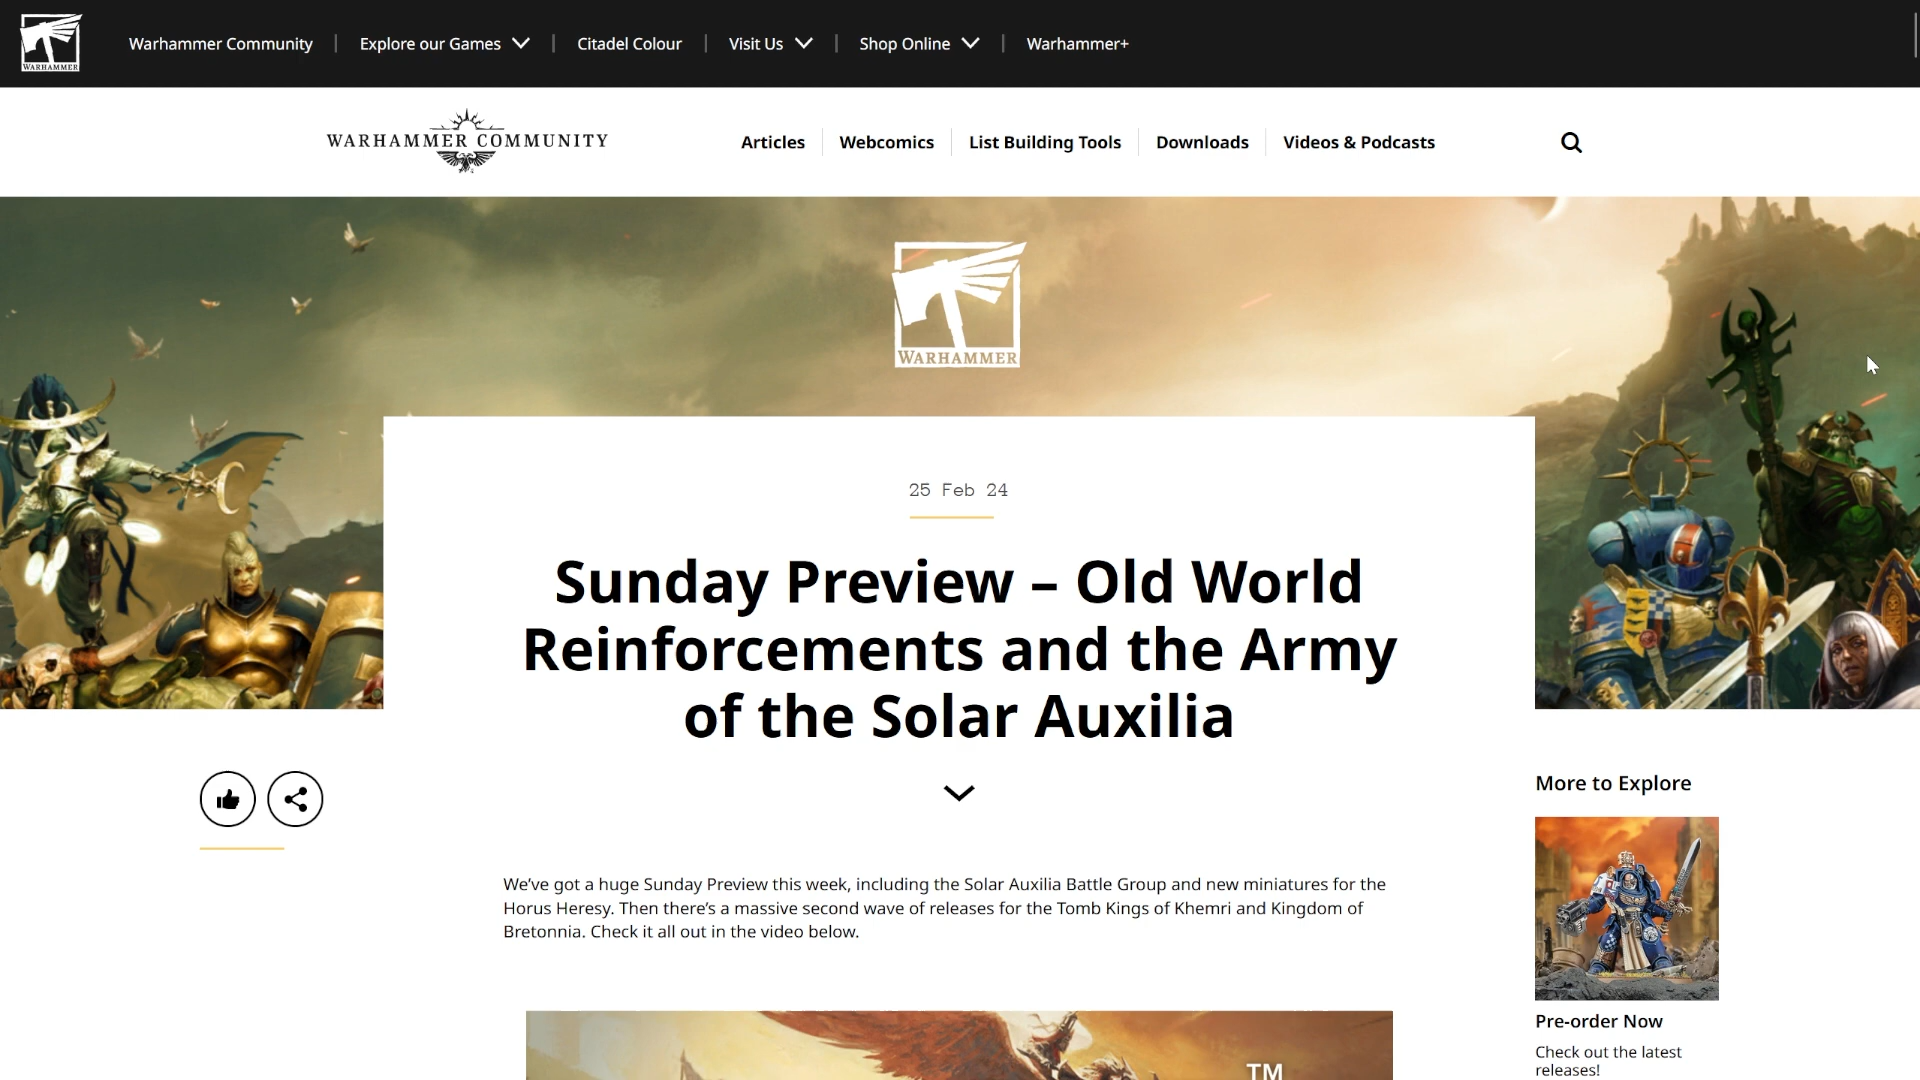 WARHAMMER
Warhammer Community
Explore our Games
Citadel Colour
Visit Us
Shop Online
Warhammer+
WARHAMMER COMMUNITY
Articles
Webcomics
List Building Tools
Downloads
Videos & Podcasts
WARHAMMER
25 Feb 24
Sunday Preview – Old World
Reinforcements and the Army
of the Solar Auxilia
We’ve got a huge Sunday Preview this week, including the Solar Auxilia Battle Group and new miniatures for the
Horus Heresy. Then there’s a massive second wave of releases for the Tomb Kings of Khemri and Kingdom of
Bretonnia. Check it all out in the video below.
TM
More to Explore
Pre-order Now
Check out the latest
releases!